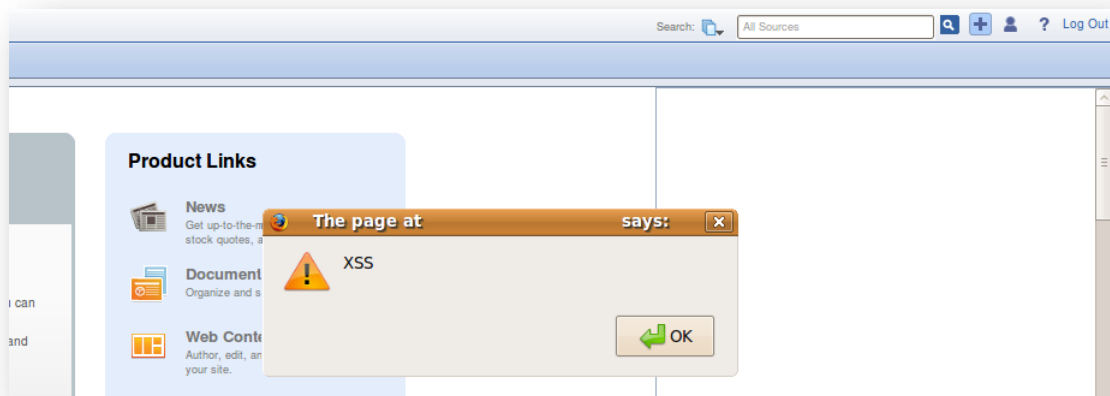 Search:
All Sources
? Log Out
Product Links
News
Get up-to-the-m
stock quotes, a
Document
Organize and s
Web Conte
Author, edit, an
your site.
The page at says:
XSS
OK
can
and